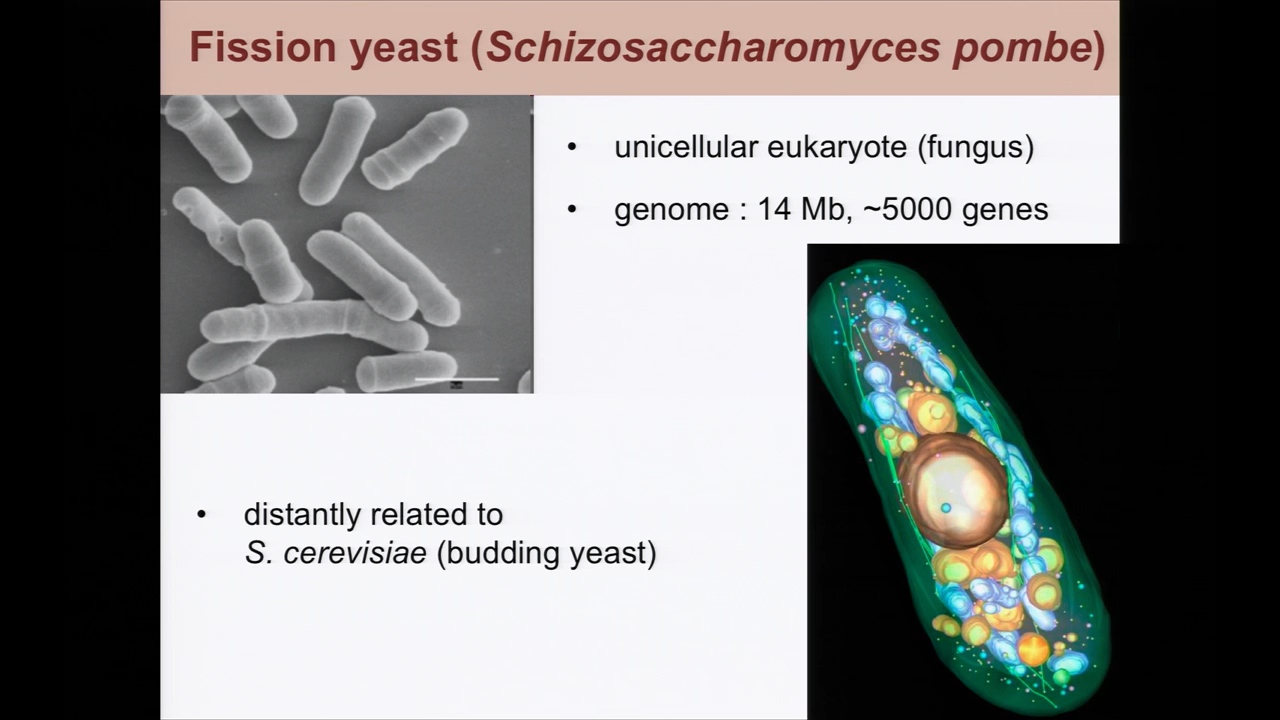 Fission yeast (Schizosaccharomyces pombe)
• unicellular eukaryote (fungus)
• genome : 14 Mb, ~5000 genes
• distantly related to
S. cerevisiae (budding yeast)